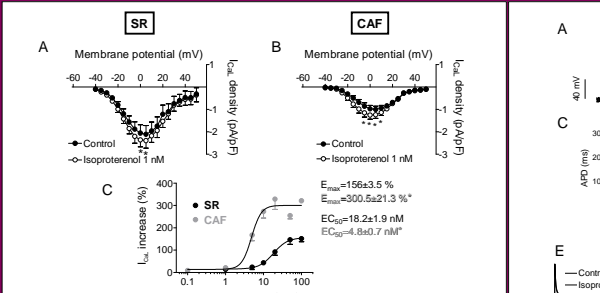 SR
CAF
A
Membrane potential (mV)
-60 -40 -20 0 20 40
1
-1
-2
-3
I CaL density (pA/pF)
Control
Isoproterenol 1 nM
**
B
Membrane potential (mV)
-60 -40 -20 0 20 40
1
-1
-2
-3
I CaL density (pA/pF)
Control
Isoproterenol 1 nM
****
C
I CaL increase (%)
400
300
200
100
0
0.1 1 10 100
SR
CAF
Emax=156±3.5 %
Emax=300.5±21.3 %*
EC50=18.2±1.9 nM
EC50=4.8±0.7 nM*
A
40 mV
C
APD (ms)
E
Contr
Isopro